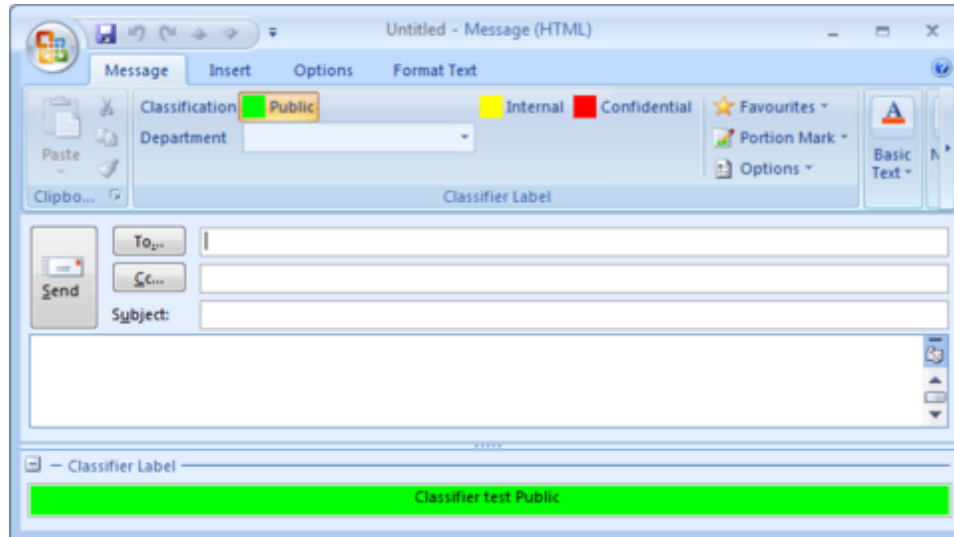 Untitled - Message (HTML)
Message Insert Options Format Text
Classification Public Internal Confidential Favourites
Department Portion Mark
Paste Options Basic Text
Clipbo... Classifier Label
To...
Cc...
Send
Subject:
Classifier Label
Classifier test Public